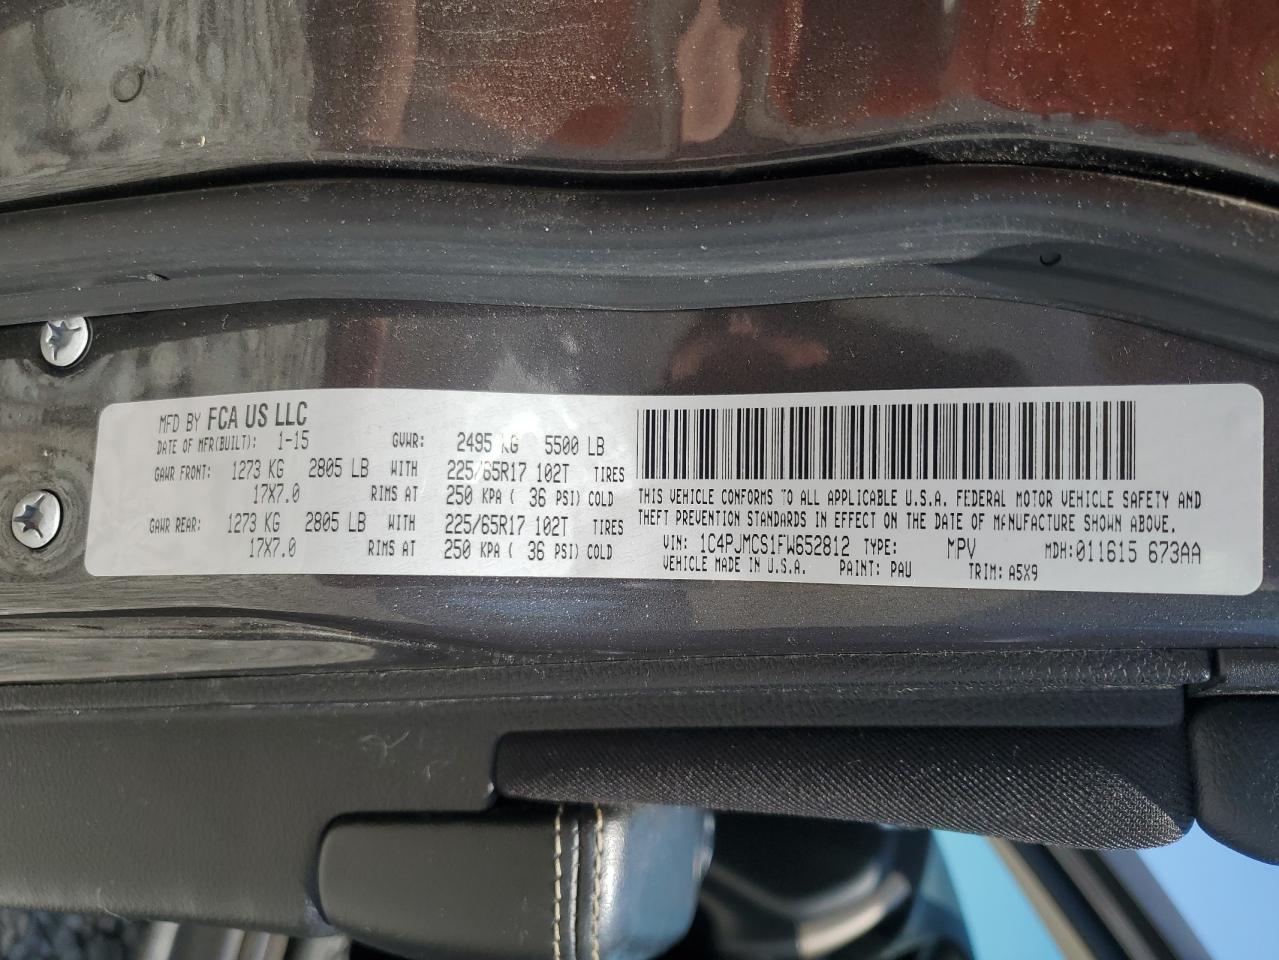 MFD BY FCA US LLC
DATE OF MFR(BUILT): 1-15 GVWR: 2495 KG 5500 LB
GAWR FRONT: 1273 KG 2805 LB WITH 225/65R17 102T TIRES
17X7.0 RIMS AT 250 KPA ( 36 PSI) COLD
GAWR REAR: 1273 KG 2805 LB WITH 225/65R17 102T TIRES
17X7.0 RIMS AT 250 KPA ( 36 PSI) COLD
THIS VEHICLE CONFORMS TO ALL APPLICABLE U.S.A. FEDERAL MOTOR VEHICLE SAFETY AND
THEFT PREVENTION STANDARDS IN EFFECT ON THE DATE OF MANUFACTURE SHOWN ABOVE.
VIN: 1C4PJMCS1FW652812 TYPE: MPV MDH: 011615 673AA
VEHICLE MADE IN U.S.A. PAINT: PAU TRIM: A5X9